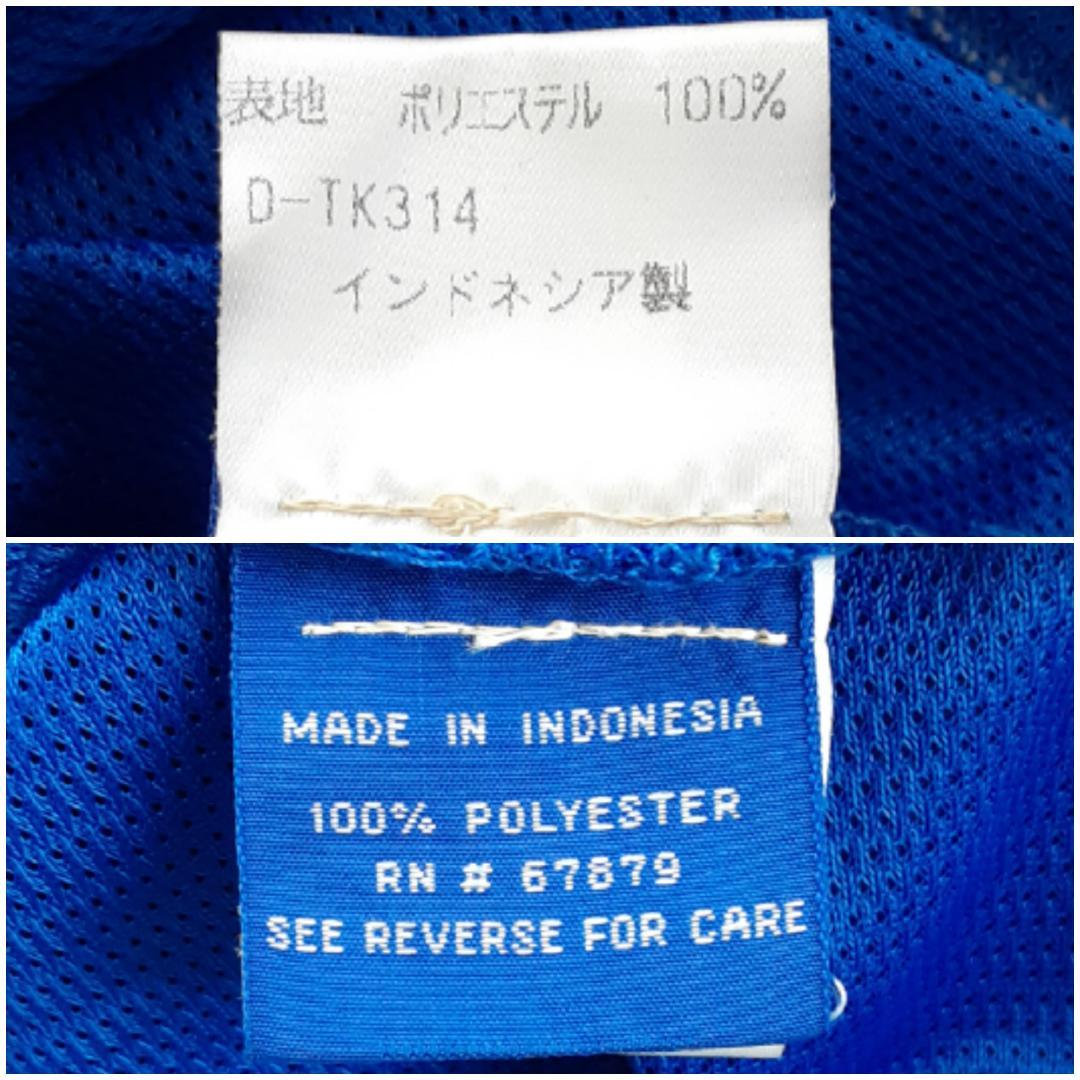 表地 ポリエステル 100%
D-TK314
インドネシア製
MADE IN INDONESIA
100% POLYESTER
RN # 67879
SEE REVERSE FOR CARE